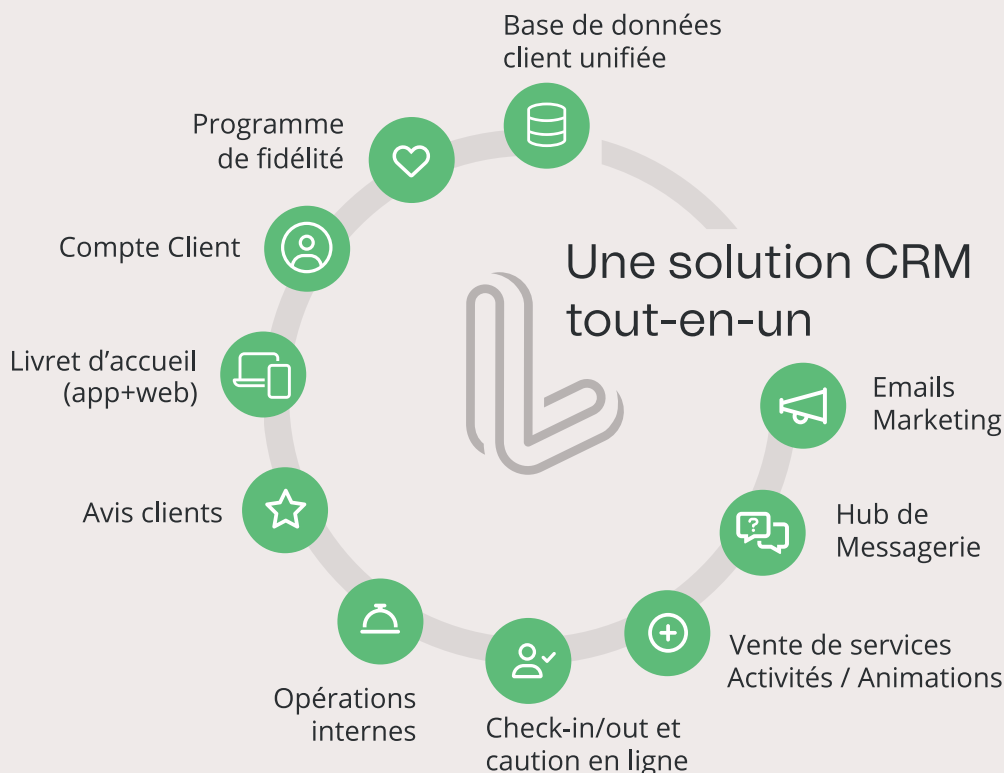 Base de données
client unifiée
Programme
de fidélité
Compte Client
Une solution CRM
tout-en-un
Livret d’accueil
(app+web)
Emails
Marketing
Avis clients
Hub de
Messagerie
?
Vente de services
Activités / Animations
Opérations
internes
Check-in/out et
caution en ligne